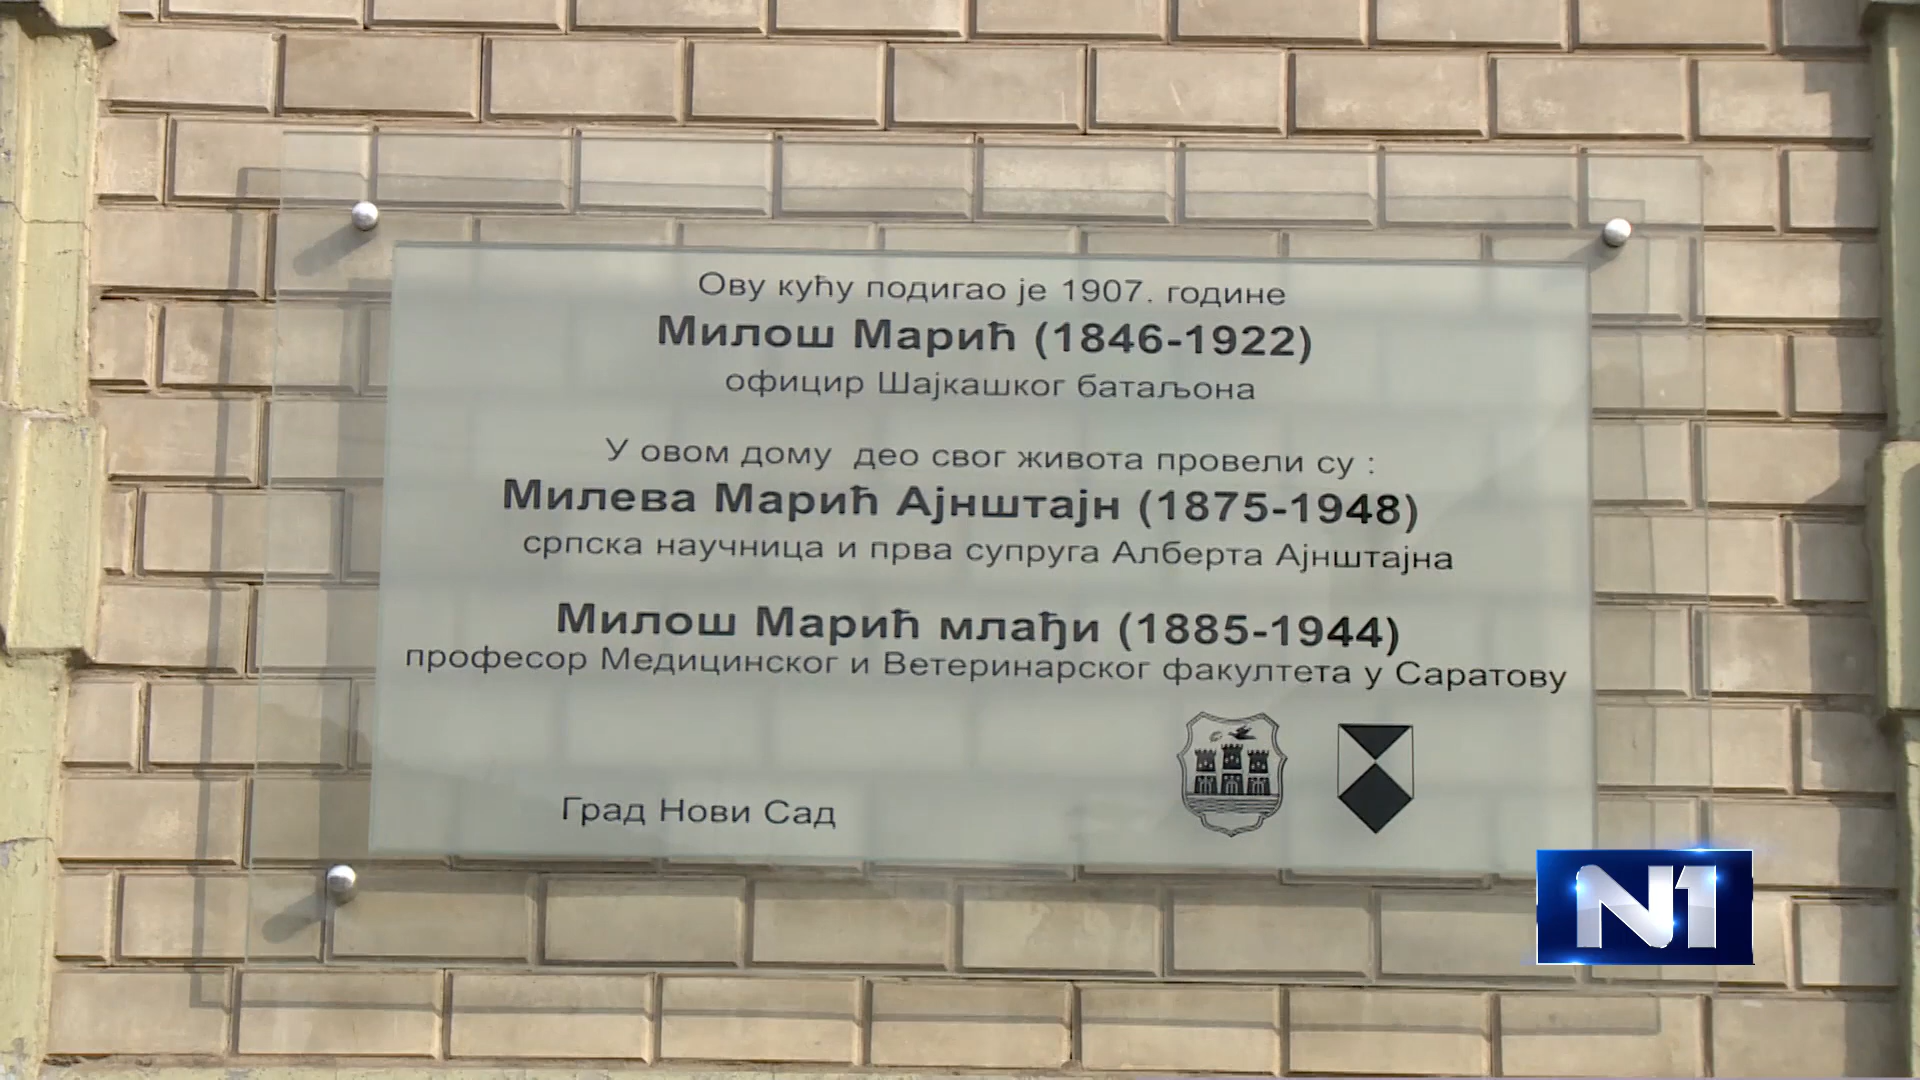 Ову кућу подигао је 1907. године
Милош Марић (1846-1922)
официр Шајкашког батаљона
У овом дому део свог живота провели су :
Милева Марић Ајнштајн (1875-1948)
српска научница и прва супруга Алберта Ајнштајна
Милош Марић млађи (1885-1944)
професор Медицинског и Ветеринарског факултета у Саратову
Град Нови Сад
N1